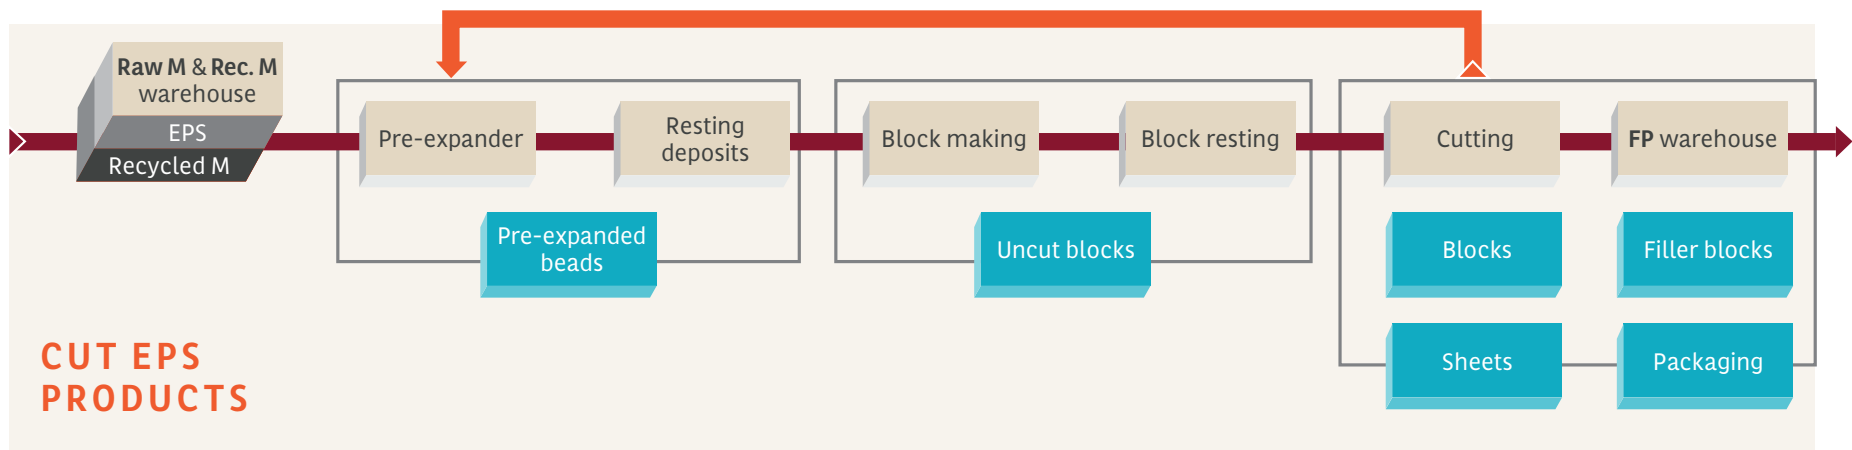 Raw M & Rec. M
warehouse
EPS
Recycled M
Pre-expander
Resting
deposits
Block making
Block resting
Cutting
FP warehouse
Pre-expanded
beads
Uncut blocks
Blocks
Filler blocks
Sheets
Packaging
CUT EPS
PRODUCTS